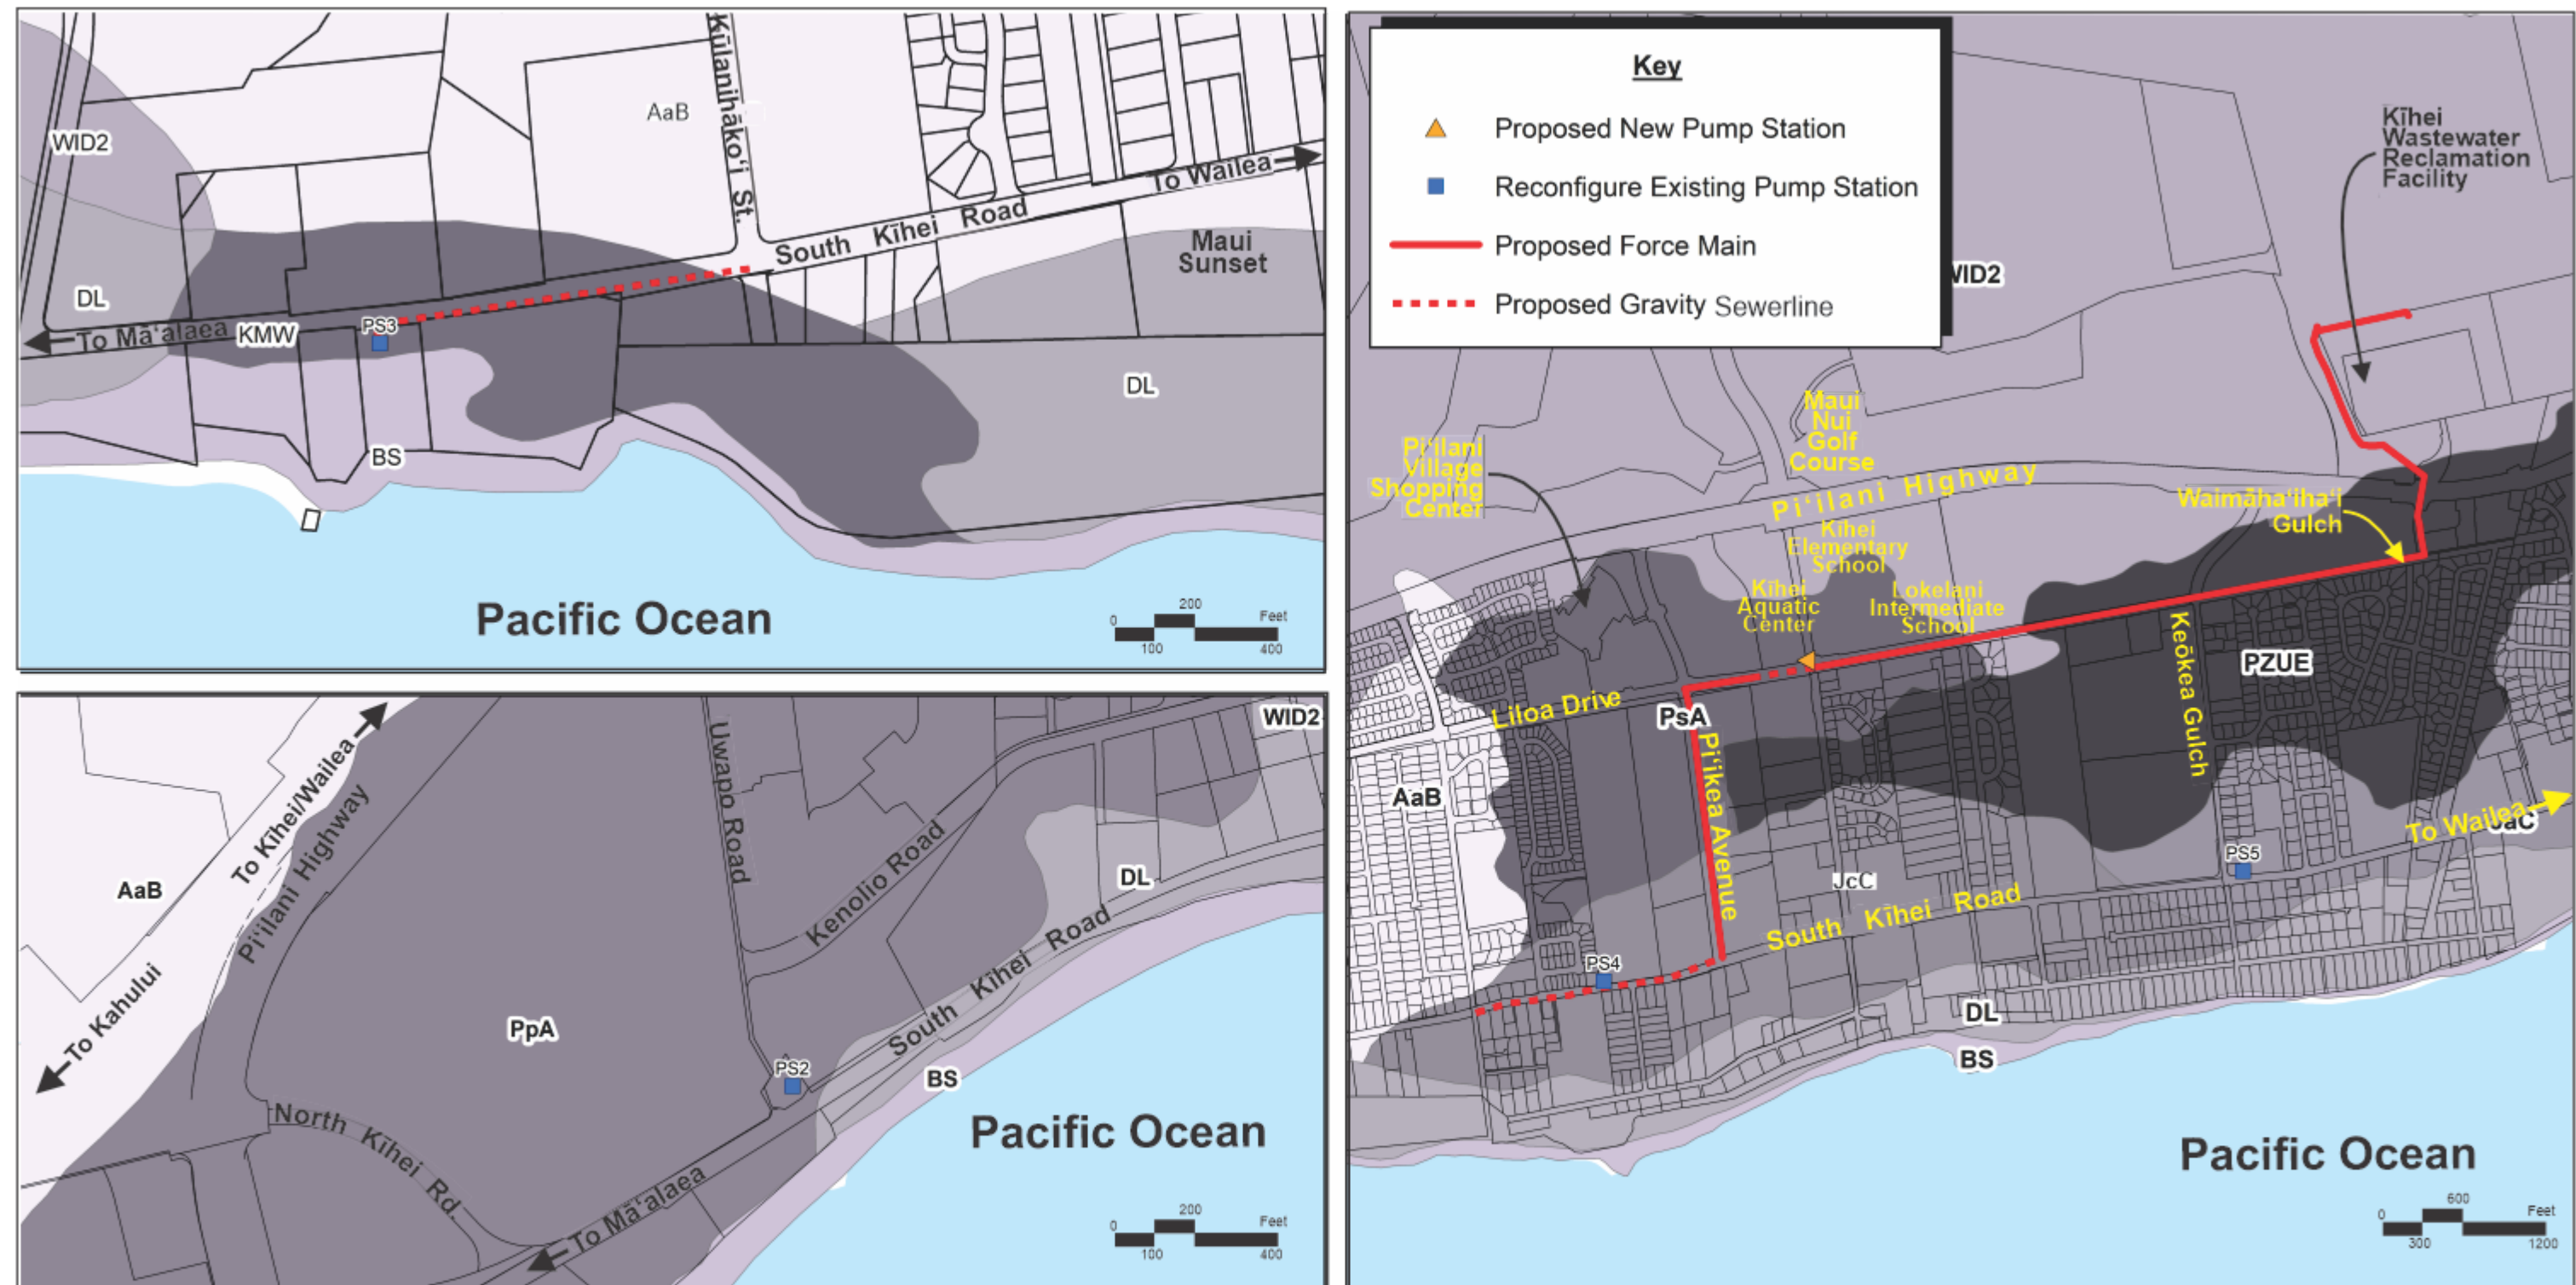 WID2
AaB
Kūlanihāko‘i St.
To Wailea
South Kīhei Road
Maui
Sunset
DL
To Mā‘alaea
KMW
PS3
DL
BS
Pacific Ocean
0 200 Feet
100 400
WID2
To Kīhei/Wailea
Pi‘ilani Highway
Uwapo Road
Kenolio Road
AaB
DL
To Kahului
South Kīhei Road
PpA
PS2
BS
North Kīhei Rd.
To Mā‘alaea
Pacific Ocean
0 200 Feet
100 400
Key
Proposed New Pump Station
Reconfigure Existing Pump Station
Proposed Force Main
Proposed Gravity Sewerline
Kīhei
Wastewater
Reclamation
Facility
WID2
Maui
Nui
Golf
Course
Pi‘ilani
Village
Shopping
Center
Pi‘ilani Highway
Waimāha‘iha‘i
Gulch
Kīhei
Elementary
School
Kīhei
Aquatic
Center
Lokelani
Intermediate
School
Keōkea Gulch
PZUE
Liloa Drive
PsA
Pi‘ikea Avenue
AaB
To Wailea
JaC
PS5
JcC
South Kīhei Road
PS4
DL
BS
Pacific Ocean
0 600 Feet
300 1200